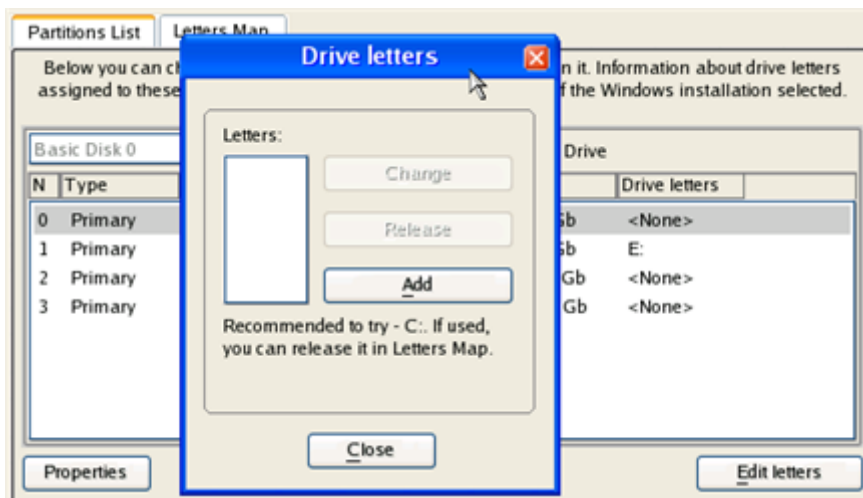 Partitions List Letters Map
Drive letters
Below you can ch
n it. Information about drive letters
assigned to these
f the Windows installation selected.
Letters:
Basic Disk 0
Drive
Change
N Type
Drive letters
0 Primary
Gb <None>
Release
1 Primary
Gb E:
2 Primary
Gb <None>
Add
3 Primary
Gb <None>
Recommended to try - C:. If used,
you can release it in Letters Map.
Close
Properties
Edit letters